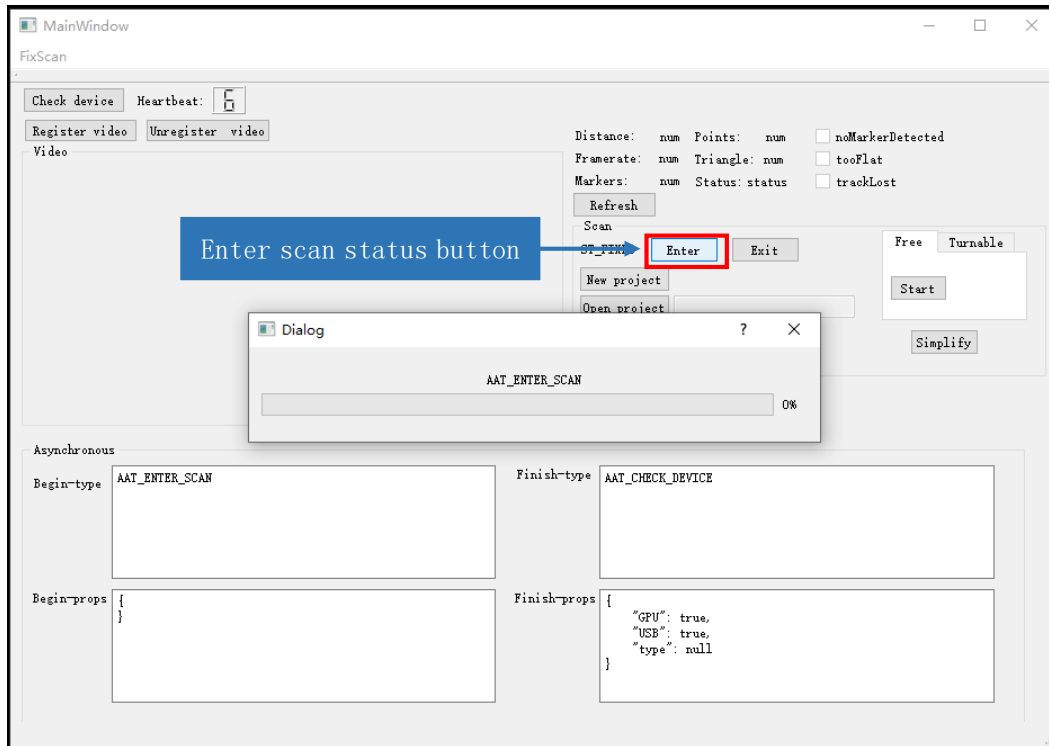 MainWindow
FixScan
Check device Heartbeat: 6
Register video Unregister video
Video
Distance: num Points: num noMarkerDetected
Framerate: num Triangle: num tooFlat
Markers: num Status: status trackLost
Refresh
Scan
Enter scan status button
Enter Exit
Free Turnable
New project
Start
Open project
Simplify
Dialog ?
AAT_ENTER_SCAN
0%
Asynchronous
Begin-type AAT_ENTER_SCAN
Finish-type AAT_CHECK_DEVICE
Begin-props {
}
Finish-props {
"GPU": true,
"USB": true,
"type": null
}